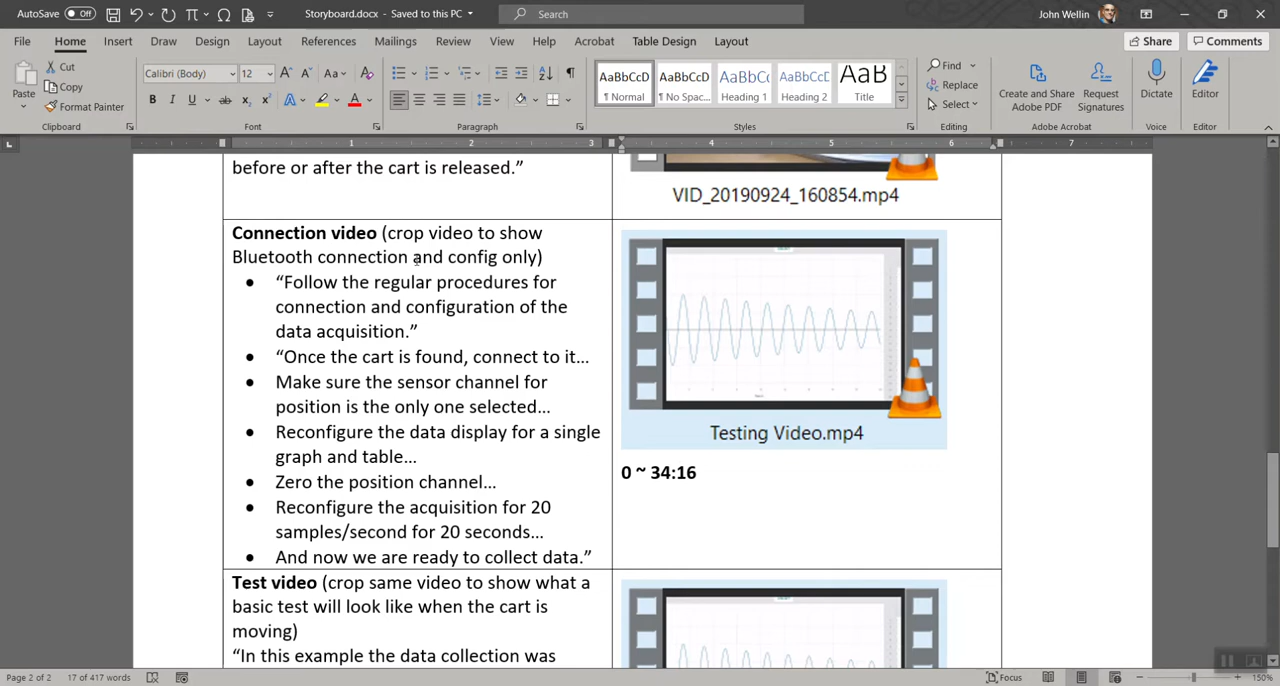 AutoSave Off Storyboard.docx - Saved to this PC Search John Wellin
File Home Insert Draw Design Layout References Mailings Review View Help Acrobat Table Design Layout Share Comments
Paste Cut Copy Format Painter
Calibri (Body) 12
AaBbCcD AaBbCcD AaBbCc AaBbCcD AaB
¶ Normal ¶ No Spac... Heading 1 Heading 2 Title
Find Replace Select
Create and Share Adobe PDF Request Signatures Dictate Editor
Clipboard Font Paragraph Styles Editing Adobe Acrobat Voice Editor
1 2 3 4 5 6 7
before or after the cart is released.”
VID_20190924_160854.mp4
Connection video (crop video to show
Bluetooth connection and config only)
• “Follow the regular procedures for
connection and configuration of the
data acquisition.”
• “Once the cart is found, connect to it…
• Make sure the sensor channel for
position is the only one selected…
• Reconfigure the data display for a single
graph and table…
• Zero the position channel…
• Reconfigure the acquisition for 20
samples/second for 20 seconds…
• And now we are ready to collect data.”
Testing Video.mp4
0 ~ 34:16
Test video (crop same video to show what a
basic test will look like when the cart is
moving)
“In this example the data collection was
Page 2 of 2 17 of 417 words Focus 150%